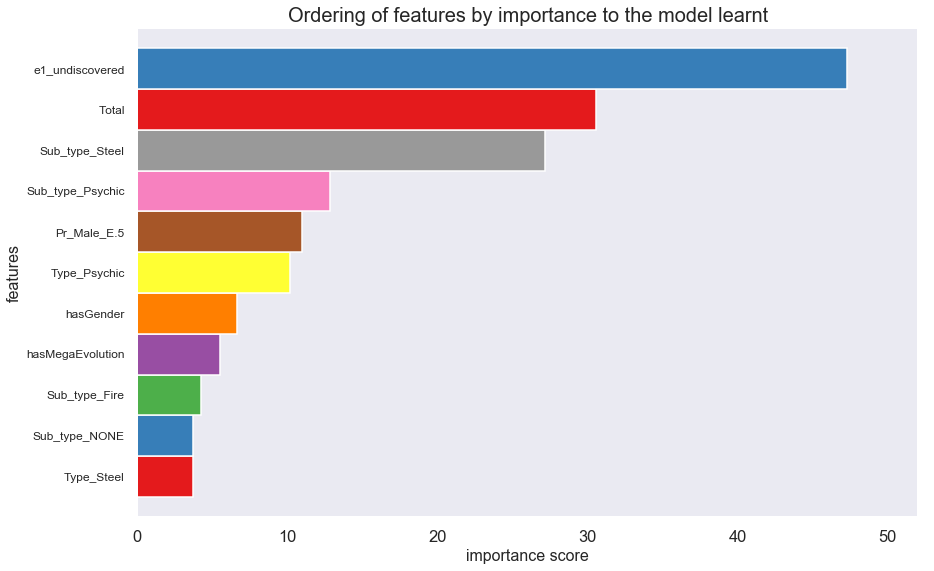 Ordering of features by importance to the model learnt
e1_undiscovered
Total
Sub_type_Steel
Sub_type_Psychic
Pr_Male_E.5
Type_Psychic
hasGender
hasMegaEvolution
Sub_type_Fire
Sub_type_NONE
Type_Steel
features
0 10 20 30 40 50
importance score